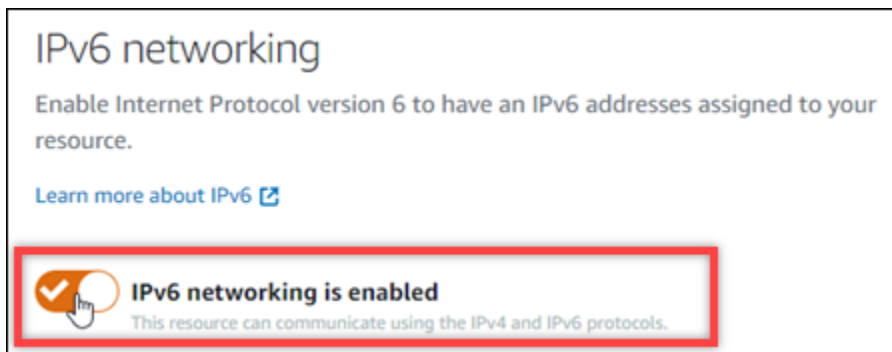 IPv6 networking
Enable Internet Protocol version 6 to have an IPv6 addresses assigned to your
resource.
Learn more about IPv6
IPv6 networking is enabled
This resource can communicate using the IPv4 and IPv6 protocols.